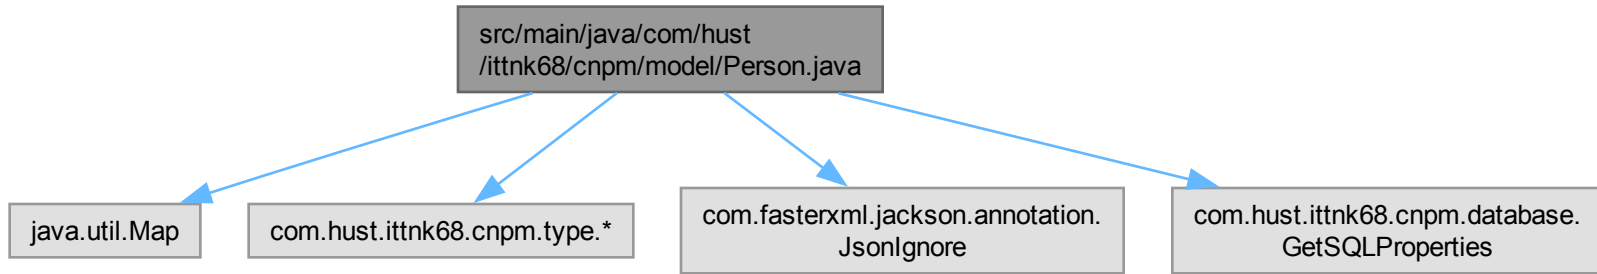 src/main/java/com/hust
/ittnk68/cnpm/model/Person.java
java.util.Map
com.hust.ittnk68.cnpm.type.*
com.fasterxml.jackson.annotation.
JsonIgnore
com.hust.ittnk68.cnpm.database.
GetSQLProperties